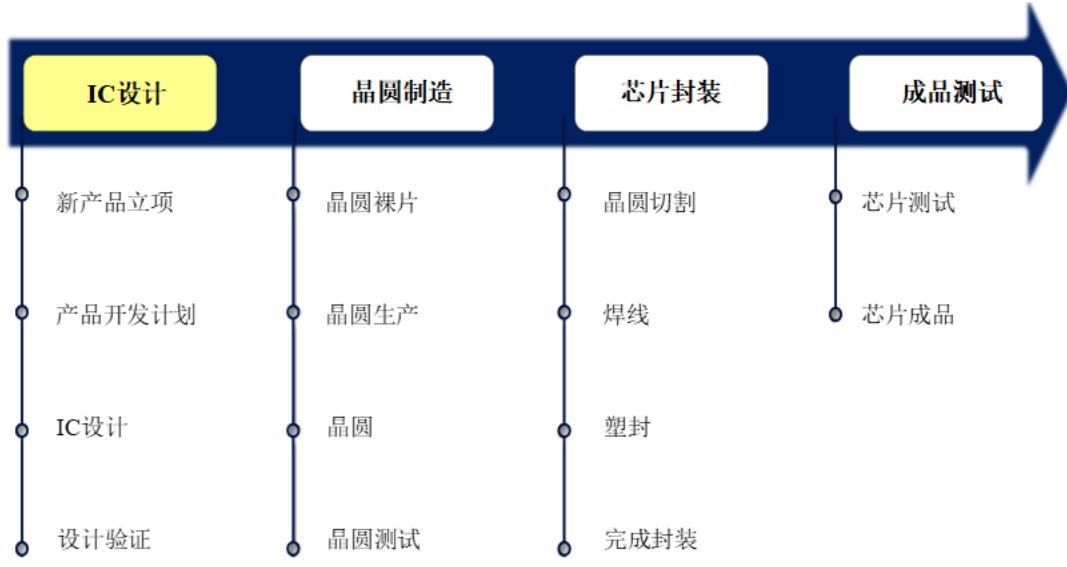 IC设计
晶圆制造
芯片封装
成品测试
新产品立项
晶圆裸片
晶圆切割
芯片测试
产品开发计划
晶圆生产
焊线
芯片成品
IC设计
晶圆
塑封
设计验证
晶圆测试
完成封装